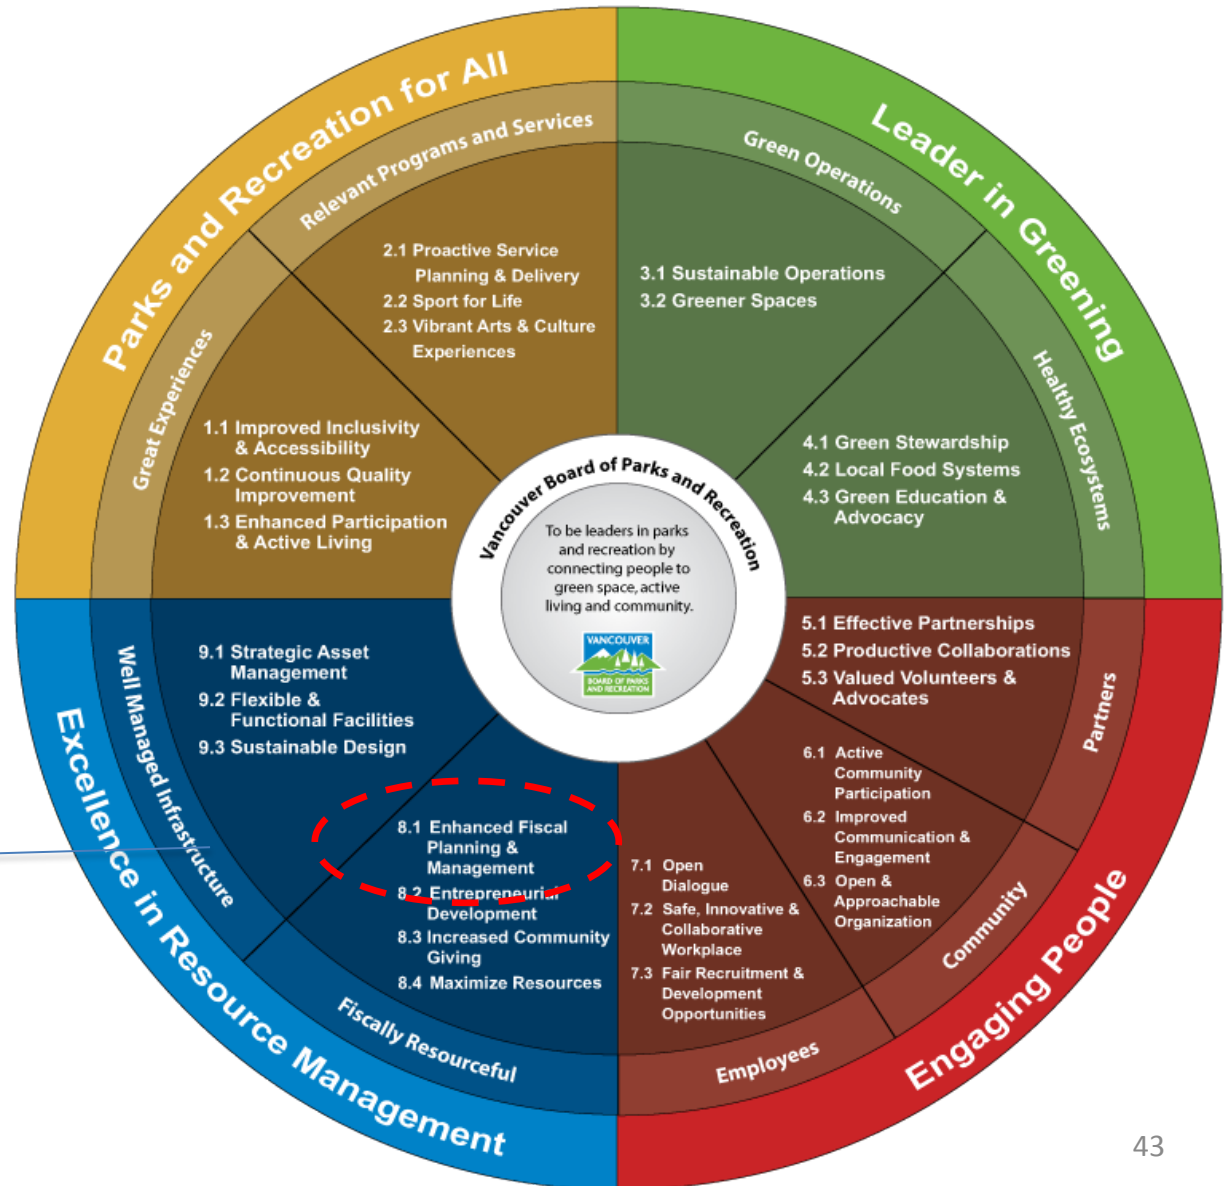 Parks and Recreation for All
Relevant Programs and Services
2.1 Proactive Service
Planning & Delivery
2.2 Sport for Life
2.3 Vibrant Arts & Culture
Experiences
Great Experiences
1.1 Improved Inclusivity
& Accessibility
1.2 Continuous Quality
Improvement
1.3 Enhanced Participation
& Active Living
Leader in Greening
Green Operations
3.1 Sustainable Operations
3.2 Greener Spaces
Healthy Ecosystems
4.1 Green Stewardship
4.2 Local Food Systems
4.3 Green Education &
Advocacy
Vancouver Board of Parks and Recreation
To be leaders in parks
and recreation by
connecting people to
green space, active
living and community.
VANCOUVER
BOARD OF PARKS
AND RECREATION
Engaging People
Partners
5.1 Effective Partnerships
5.2 Productive Collaborations
5.3 Valued Volunteers &
Advocates
Community
6.1 Active
Community
Participation
6.2 Improved
Communication &
Engagement
6.3 Open &
Approachable
Organization
Employees
7.1 Open
Dialogue
7.2 Safe, Innovative &
Collaborative
Workplace
7.3 Fair Recruitment &
Development
Opportunities
Excellence in Resource Management
Fiscally Resourceful
8.1 Enhanced Fiscal
Planning &
Management
8.2 Entrepreneurial
Development
8.3 Increased Community
Giving
8.4 Maximize Resources
Well Managed Infrastructure
9.1 Strategic Asset
Management
9.2 Flexible &
Functional Facilities
9.3 Sustainable Design
43